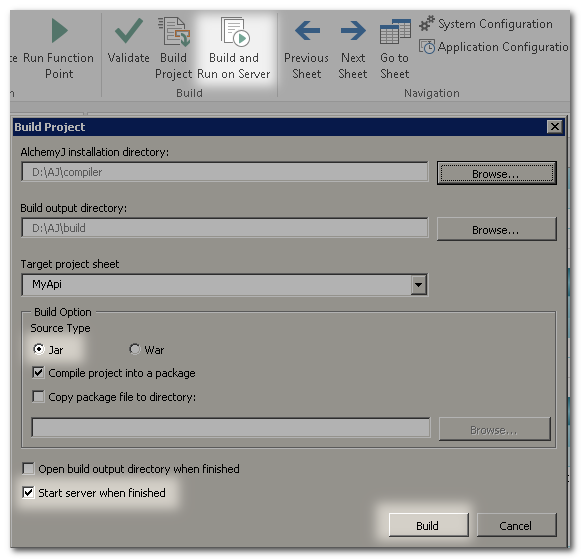 ce Run Function Point
Validate
Build Project
Build and Run on Server
Previous Sheet
Next Sheet
Go to Sheet
System Configuration
Application Configuratio
n
Build
Navigation
Build Project
AlchemyJ installation directory:
D:\AJ\compiler
Browse...
Build output directory:
D:\AJ\build
Browse...
Target project sheet
MyApi
Build Option
Source Type
Jar
War
Compile project into a package
Copy package file to directory:
Browse...
Open build output directory when finished
Start server when finished
Build
Cancel